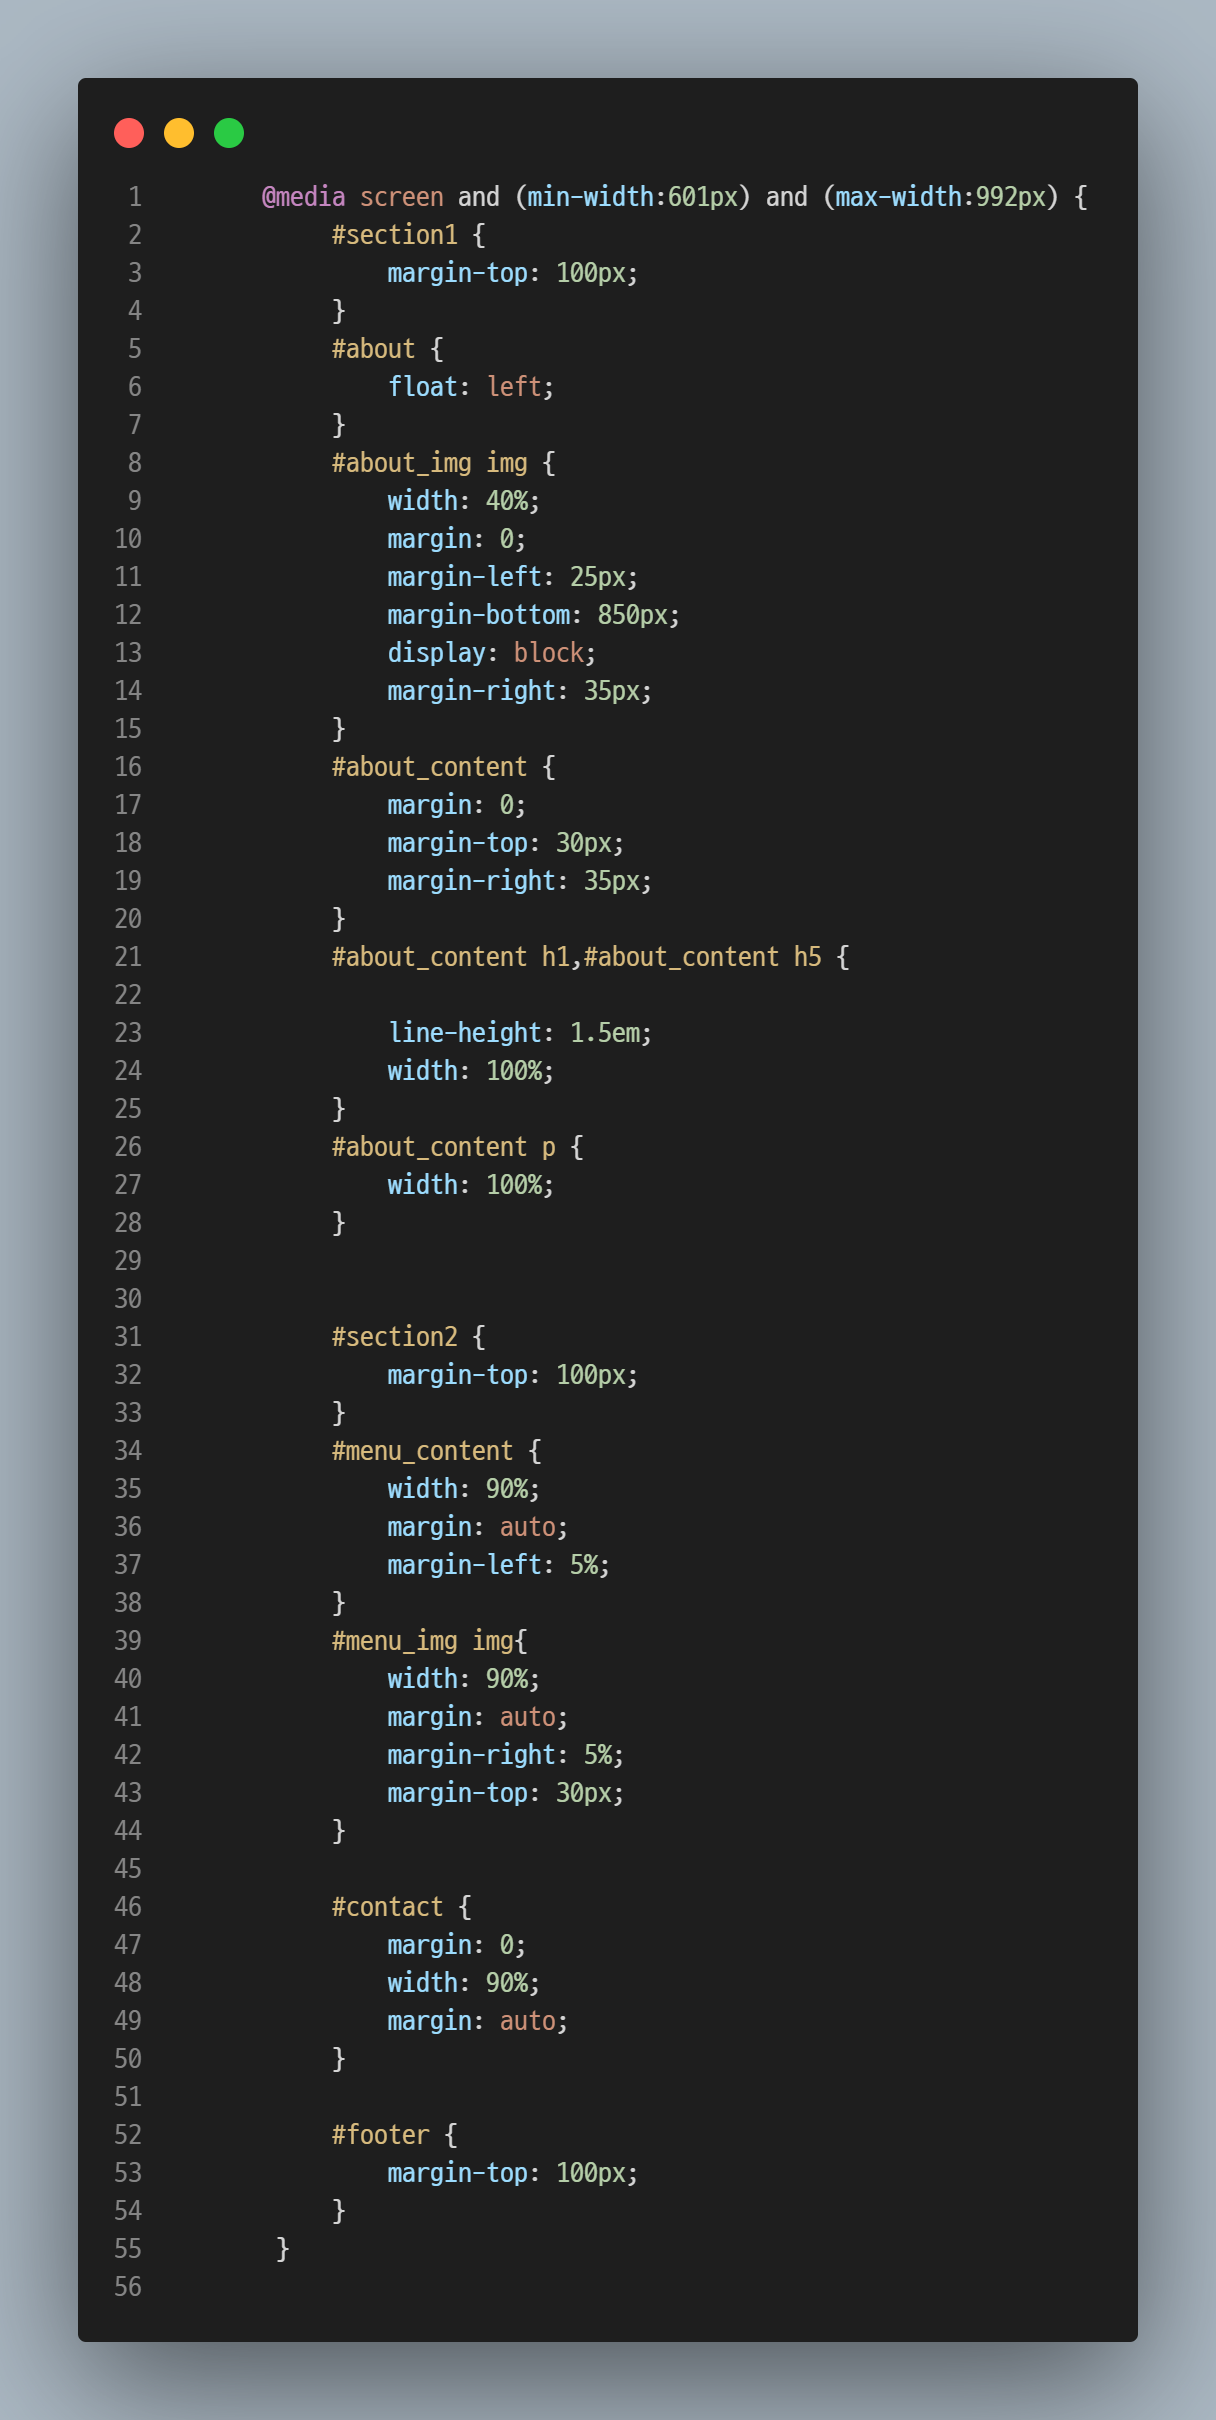 1 @media screen and (min-width:601px) and (max-width:992px) {
2 #section1 {
3 margin-top: 100px;
4 }
5 #about {
6 float: left;
7 }
8 #about_img img {
9 width: 40%;
10 margin: 0;
11 margin-left: 25px;
12 margin-bottom: 850px;
13 display: block;
14 margin-right: 35px;
15 }
16 #about_content {
17 margin: 0;
18 margin-top: 30px;
19 margin-right: 35px;
20 }
21 #about_content h1,#about_content h5 {
22
23 line-height: 1.5em;
24 width: 100%;
25 }
26 #about_content p {
27 width: 100%;
28 }
29
30
31 #section2 {
32 margin-top: 100px;
33 }
34 #menu_content {
35 width: 90%;
36 margin: auto;
37 margin-left: 5%;
38 }
39 #menu_img img{
40 width: 90%;
41 margin: auto;
42 margin-right: 5%;
43 margin-top: 30px;
44 }
45
46 #contact {
47 margin: 0;
48 width: 90%;
49 margin: auto;
50 }
51
52 #footer {
53 margin-top: 100px;
54 }
55 }
56